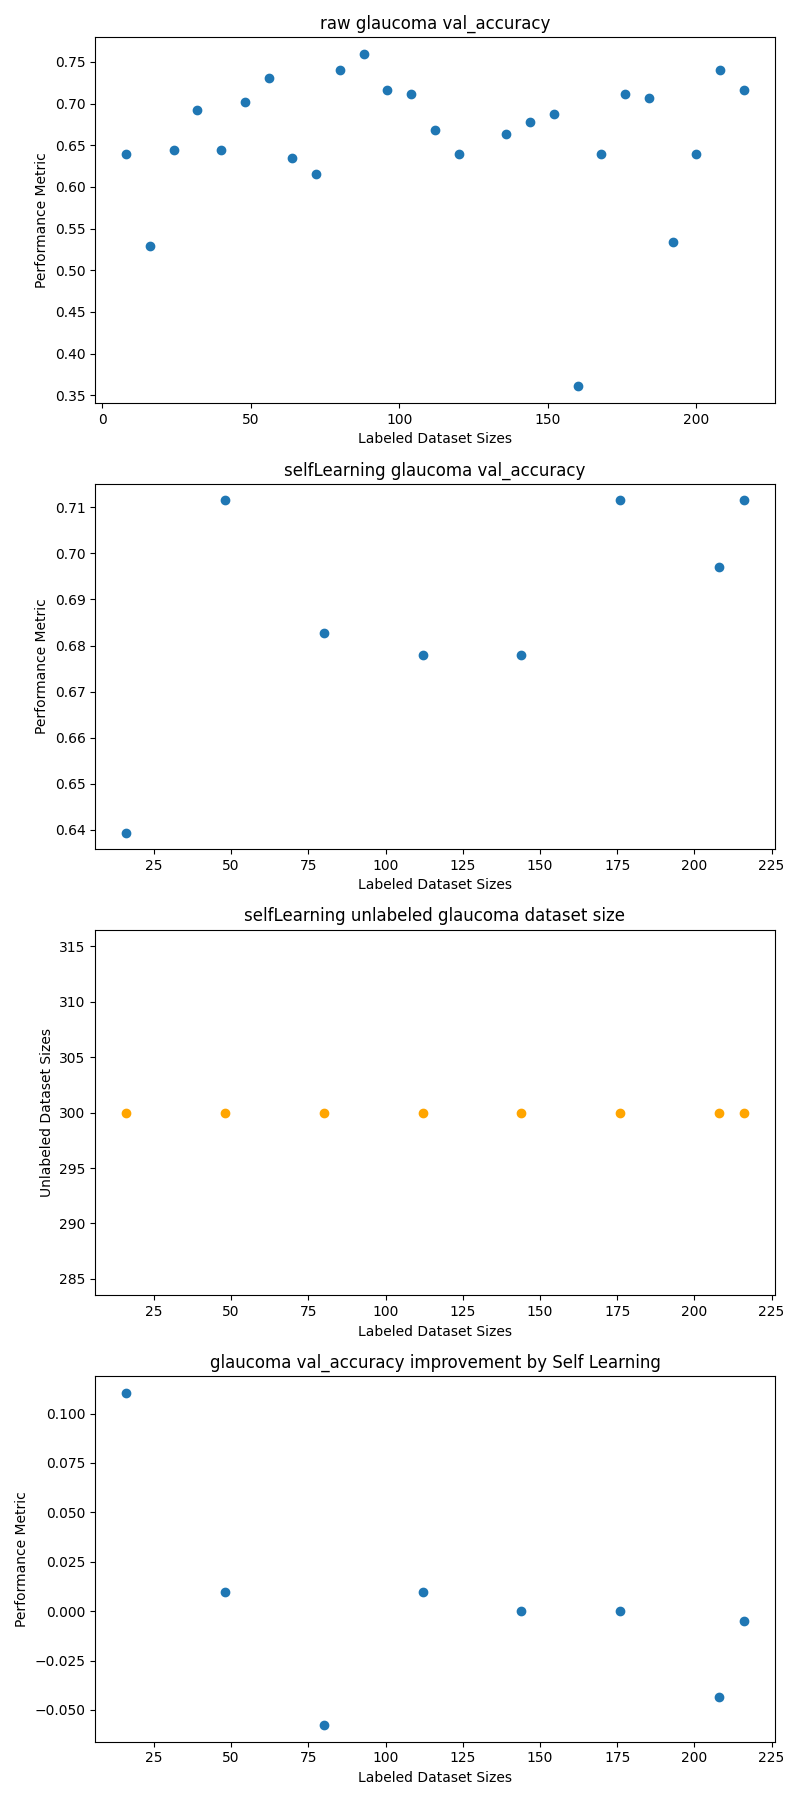 raw glaucoma val_accuracy
0.75
0.70
0.65
0.60
0.55
0.50
0.45
0.40
0.35
Performance Metric
0 50 100 150 200
Labeled Dataset Sizes
selfLearning glaucoma val_accuracy
0.71
0.70
0.69
0.68
0.67
0.66
0.65
0.64
Performance Metric
25 50 75 100 125 150 175 200 225
Labeled Dataset Sizes
selfLearning unlabeled glaucoma dataset size
315
310
305
300
295
290
285
Unlabeled Dataset Sizes
25 50 75 100 125 150 175 200 225
Labeled Dataset Sizes
glaucoma val_accuracy improvement by Self Learning
0.100
0.075
0.050
0.025
0.000
−0.025
−0.050
Performance Metric
25 50 75 100 125 150 175 200 225
Labeled Dataset Sizes